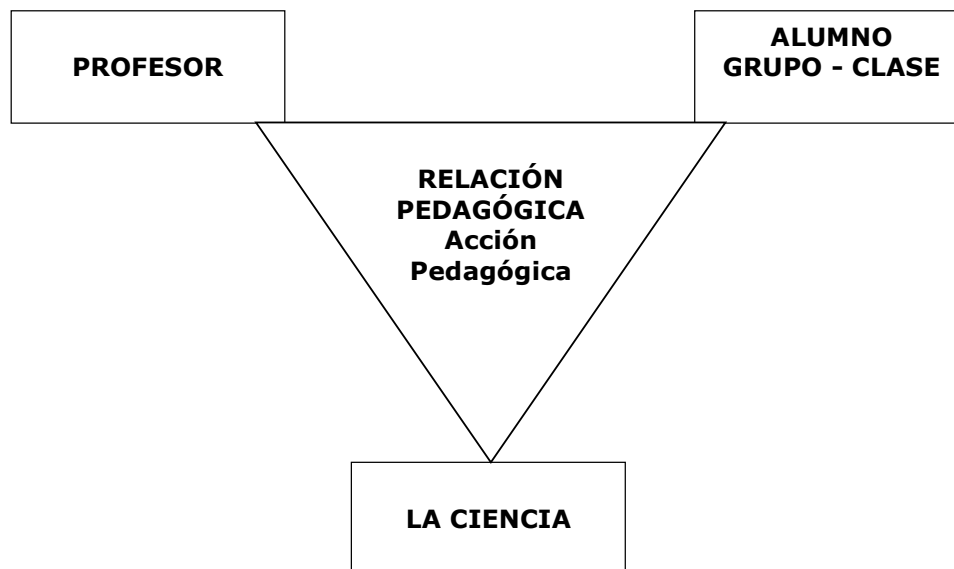 PROFESOR
ALUMNO
GRUPO - CLASE
RELACIÓN
PEDAGÓGICA
Acción
Pedagógica
LA CIENCIA